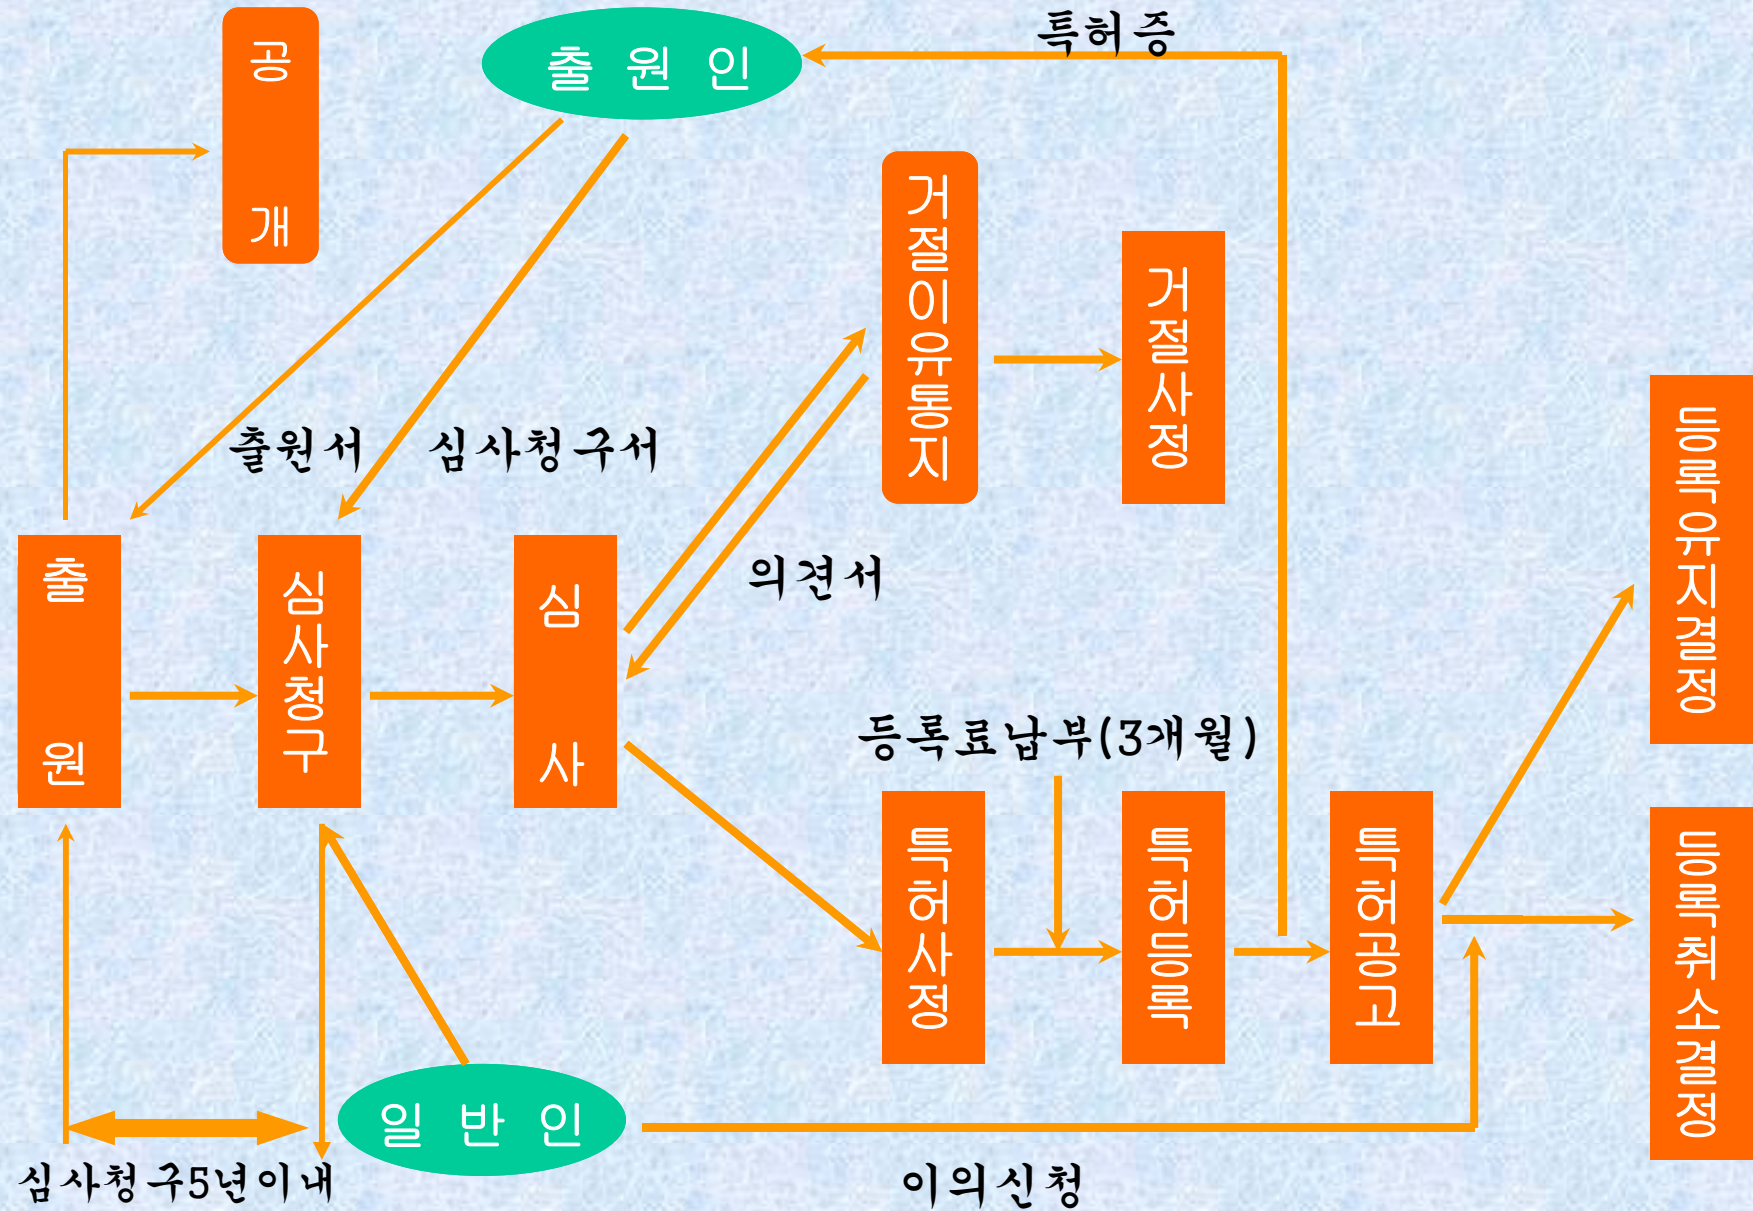 공개
출원인
특허증
거절이유통지
거절사정
출원서
심사청구서
등록유지결정
출원
심사청구
심사
의견서
등록료납부(3개월)
특허사정
특허등록
특허공고
등록취소결정
일반인
심사청구5년이내
이의신청